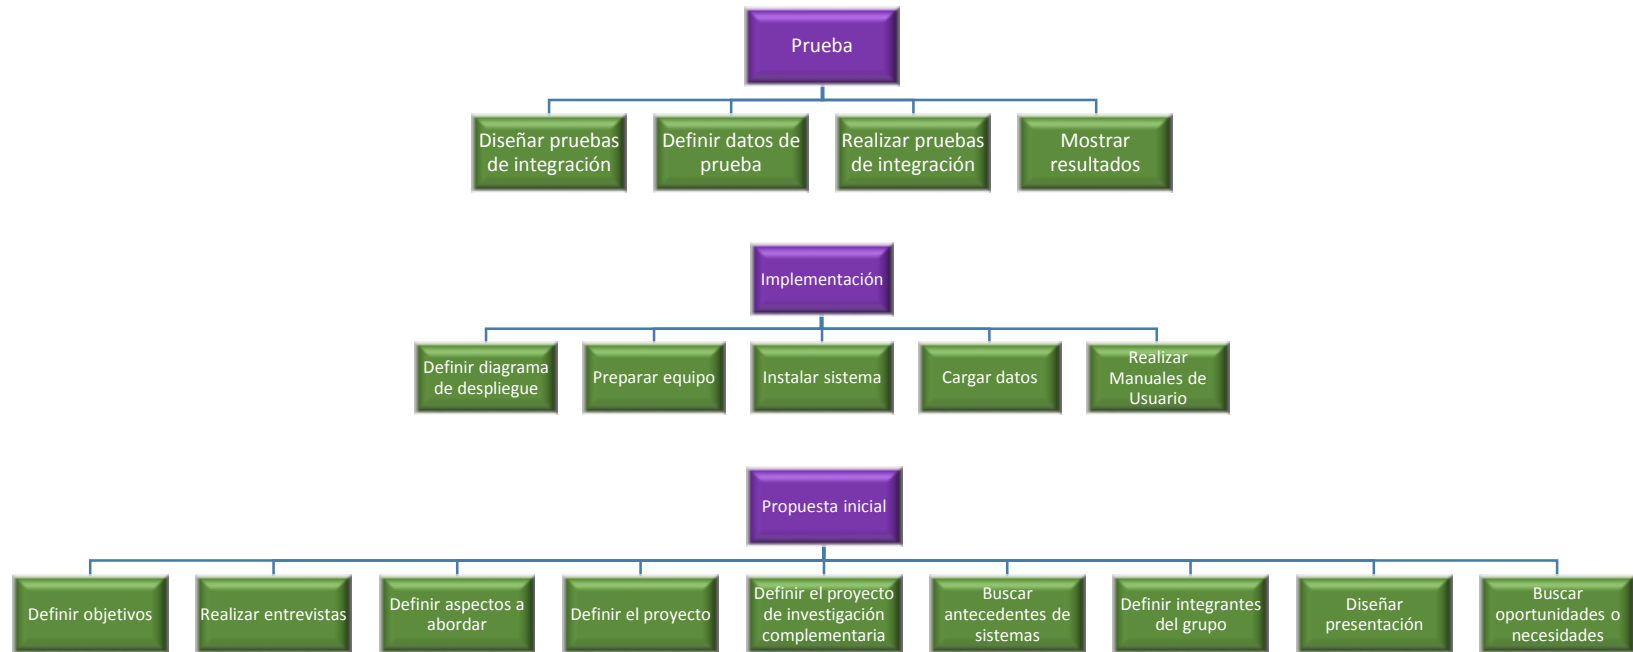 Prueba
Diseñar pruebas
de integración
Definir datos de
prueba
Realizar pruebas
de integración
Mostrar
resultados
Implementación
Definir diagrama
de despliegue
Preparar equipo
Instalar sistema
Cargar datos
Realizar
Manuales de
Usuario
Propuesta inicial
Definir objetivos
Realizar entrevistas
Definir aspectos a
abordar
Definir el proyecto
Definir el proyecto
de investigación
complementaria
Buscar
antecedentes de
sistemas
Definir integrantes
del grupo
Diseñar
presentación
Buscar
oportunidades o
necesidades